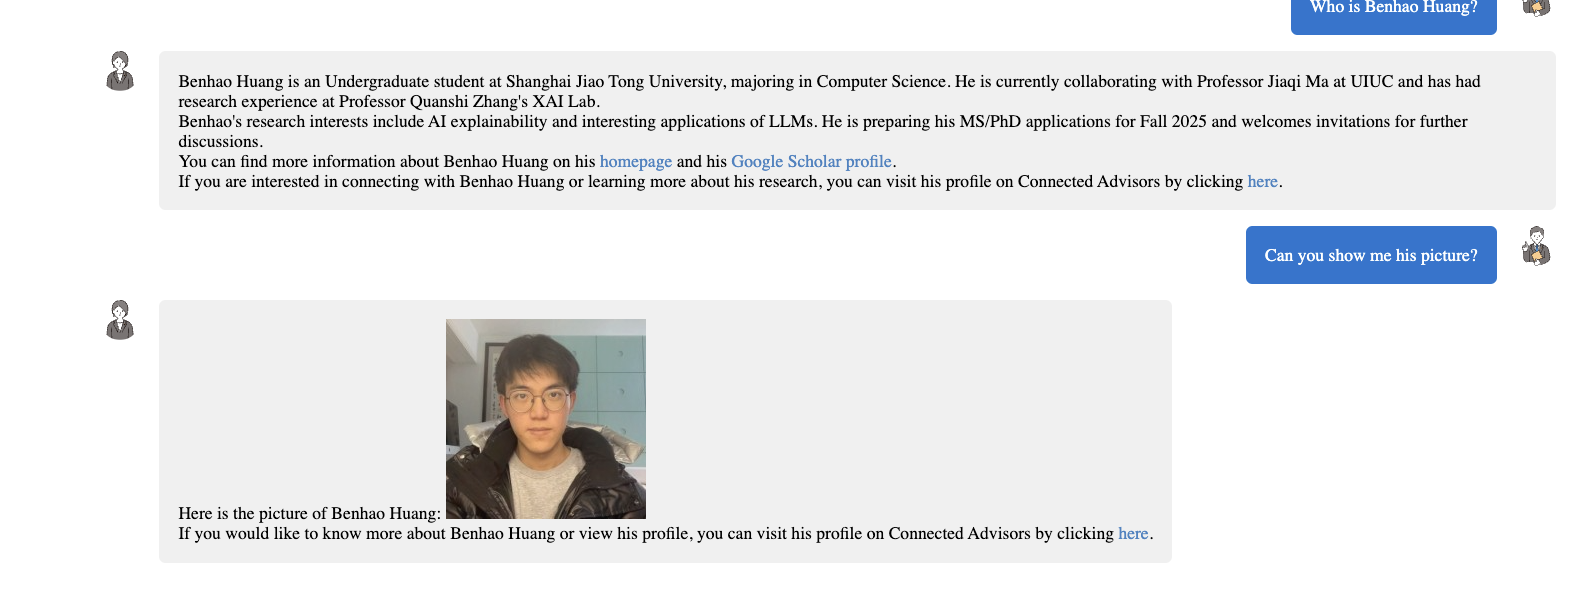 Who is Benhao Huang?
Benhao Huang is an Undergraduate student at Shanghai Jiao Tong University, majoring in Computer Science. He is currently collaborating with Professor Jiaqi Ma at UIUC and has had
research experience at Professor Quanshi Zhang's XAI Lab.
Benhao's research interests include AI explainability and interesting applications of LLMs. He is preparing his MS/PhD applications for Fall 2025 and welcomes invitations for further
discussions.
You can find more information about Benhao Huang on his homepage and his Google Scholar profile.
If you are interested in connecting with Benhao Huang or learning more about his research, you can visit his profile on Connected Advisors by clicking here.
Can you show me his picture?
Here is the picture of Benhao Huang:
If you would like to know more about Benhao Huang or view his profile, you can visit his profile on Connected Advisors by clicking here.